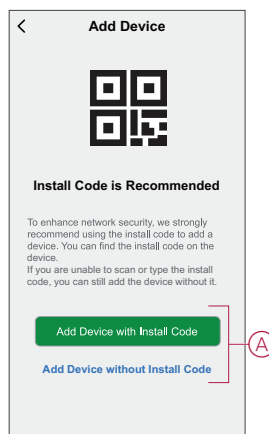 Add Device
Install Code is Recommended
To enhance network security, we strongly
recommend using the install code to add a
device. You can find the install code on the
device.
If you are unable to scan or type the install
code, you can still add the device without it.
Add Device with Install Code
A
Add Device without Install Code